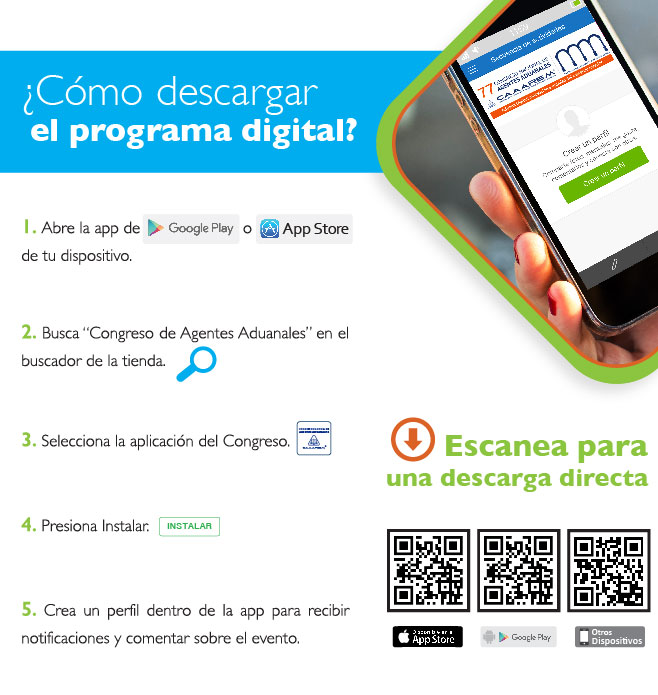 ¿Cómo descargar
el programa digital?
Secuencia de actividades
77
AGENTES ADUANALES
CAAAREM
Crear un perfil
Crear un perfil
1. Abre la app de Google Play o App Store
de tu dispositivo.
2. Busca “Congreso de Agentes Aduanales” en el
buscador de la tienda.
3. Selecciona la aplicación del Congreso.
4. Presiona Instalar. INSTALAR
5. Crea un perfil dentro de la app para recibir
notificaciones y comentar sobre el evento.
Escanea para
una descarga directa
Disponible en el
App Store
Google Play
Otros
Dispositivos